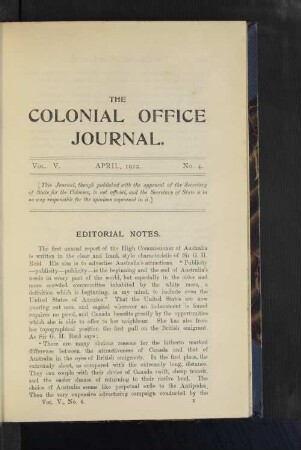 THE
COLONIAL OFFICE
JOURNAL.
VOL. V. APRIL, 1912. No. 4.
[This Journal, though published with the approval of the Secretary
of State for the Colonies, is not official, and the Secretary of State is in
no way responsible for the opinions expressed in it.]
EDITORIAL NOTES.
The first annual report of the High Commissioner of Australia
is written in the clear and fluent style characteristic of Sir G. H.
Reid. His aim is to advertise Australia's attractions. "Publicity
—publicity—publicity—is the beginning and the end of Australia's
needs in every part of the world, but especially in the older and
more crowded communities inhabited by the white races, a
definition which is beginning, in my mind, to include even the
United States of America." That the United States are now
pouring out men and capital wherever an inducement is found
requires no proof, and Canada benefits greatly by the opportunities
which she is able to offer to her neighbour. She has also from
her topographical position the first pull on the British emigrant.
As Sir G. H. Reid says:
"There are many obvious reasons for the hitherto marked
difference between the attractiveness of Canada and that of
Australia in the eyes of British emigrants. In the first place, the
extremely short, as compared with the extremely long, distance.
They can couple with their choice of Canada swift, cheap transit,
and the easier chance of returning to their native land. The
choice of Australia seems like perpetual exile to the Antipodes.
Then the very expensive advertising campaign conducted by the
VOL. V., No. 4.